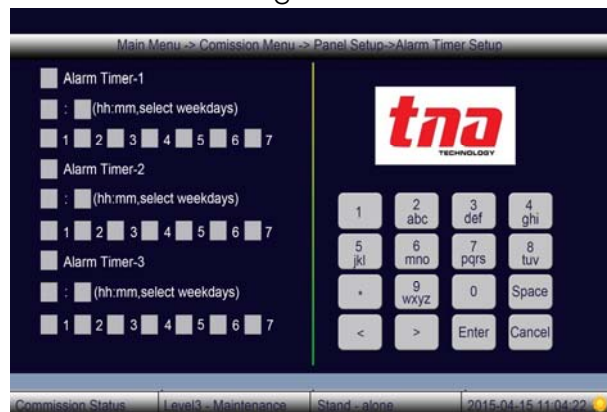 Main Menu -> Comission Menu -> Panel Setup->Alarm Timer Setup
Alarm Timer-1
: (hh:mm,select weekdays)
1 2 3 4 5 6 7
Alarm Timer-2
: (hh:mm,select weekdays)
1 2 3 4 5 6 7
Alarm Timer-3
: (hh:mm,select weekdays)
1 2 3 4 5 6 7
tna
TECHNOLOGY
1 2 abc 3 def 4 ghi
5 jkl 6 mno 7 pqrs 8 tuv
9 wxyz 0 Space
< > Enter Cancel
Commission Status Level3 - Maintenance Stand - alone 2015-04-15 11:04:22